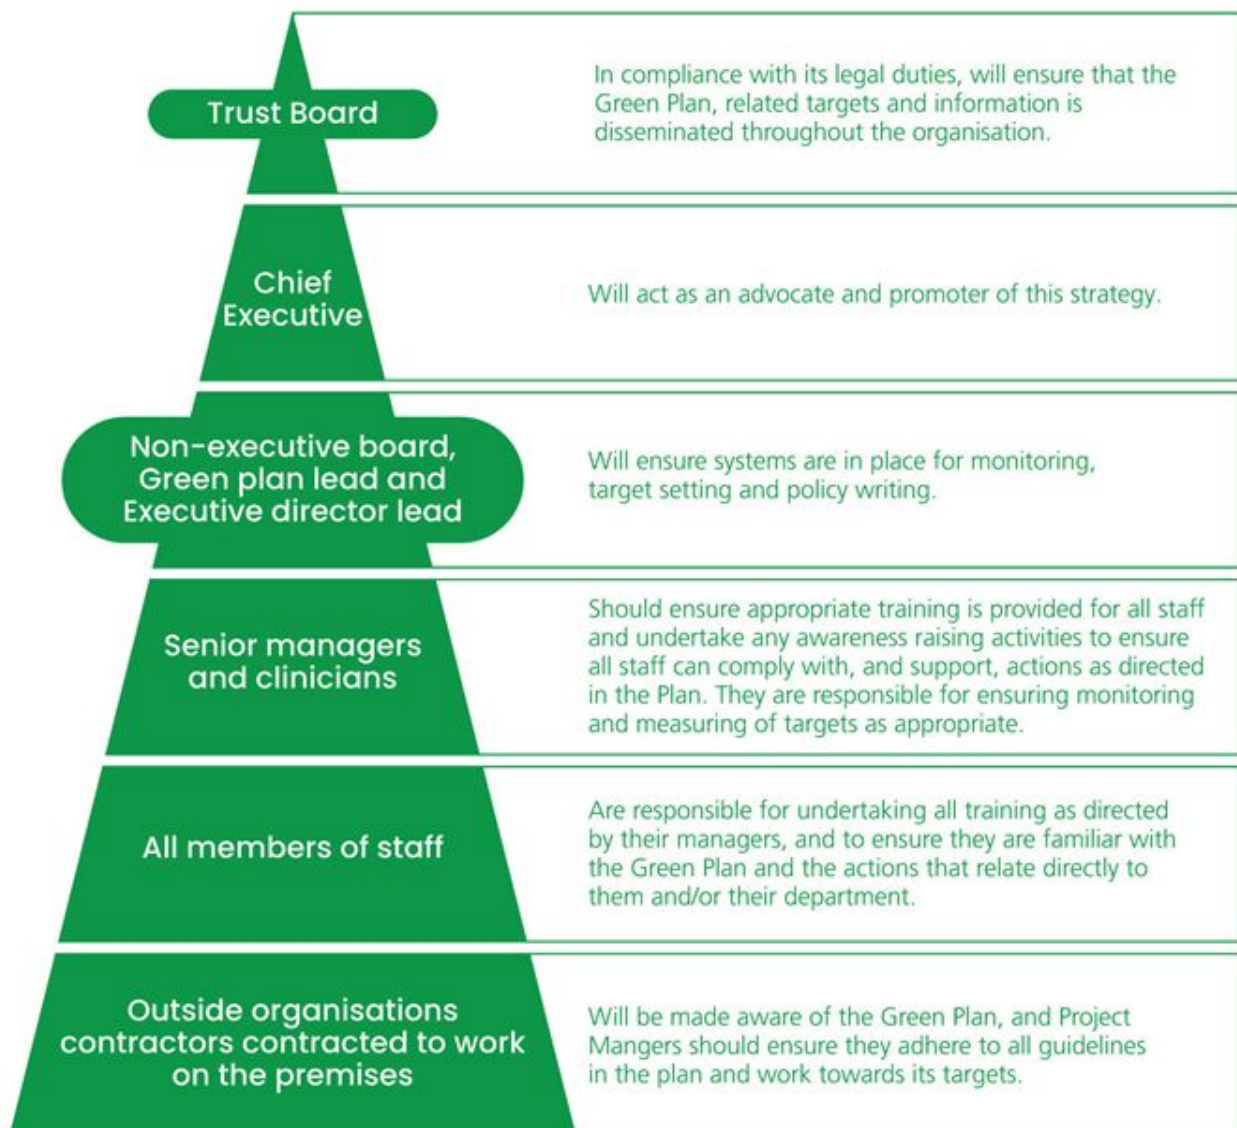 Trust Board
In compliance with its legal duties, will ensure that the
Green Plan, related targets and information is
disseminated throughout the organisation.
Chief
Executive
Will act as an advocate and promoter of this strategy.
Non-executive board,
Green plan lead and
Executive director lead
Will ensure systems are in place for monitoring,
target setting and policy writing.
Senior managers
and clinicians
Should ensure appropriate training is provided for all staff
and undertake any awareness raising activities to ensure
all staff can comply with, and support, actions as directed
in the Plan. They are responsible for ensuring monitoring
and measuring of targets as appropriate.
All members of staff
Are responsible for undertaking all training as directed
by their managers, and to ensure they are familiar with
the Green Plan and the actions that relate directly to
them and/or their department.
Outside organisations
contractors contracted to work
on the premises
Will be made aware of the Green Plan, and Project
Mangers should ensure they adhere to all guidelines
in the plan and work towards its targets.